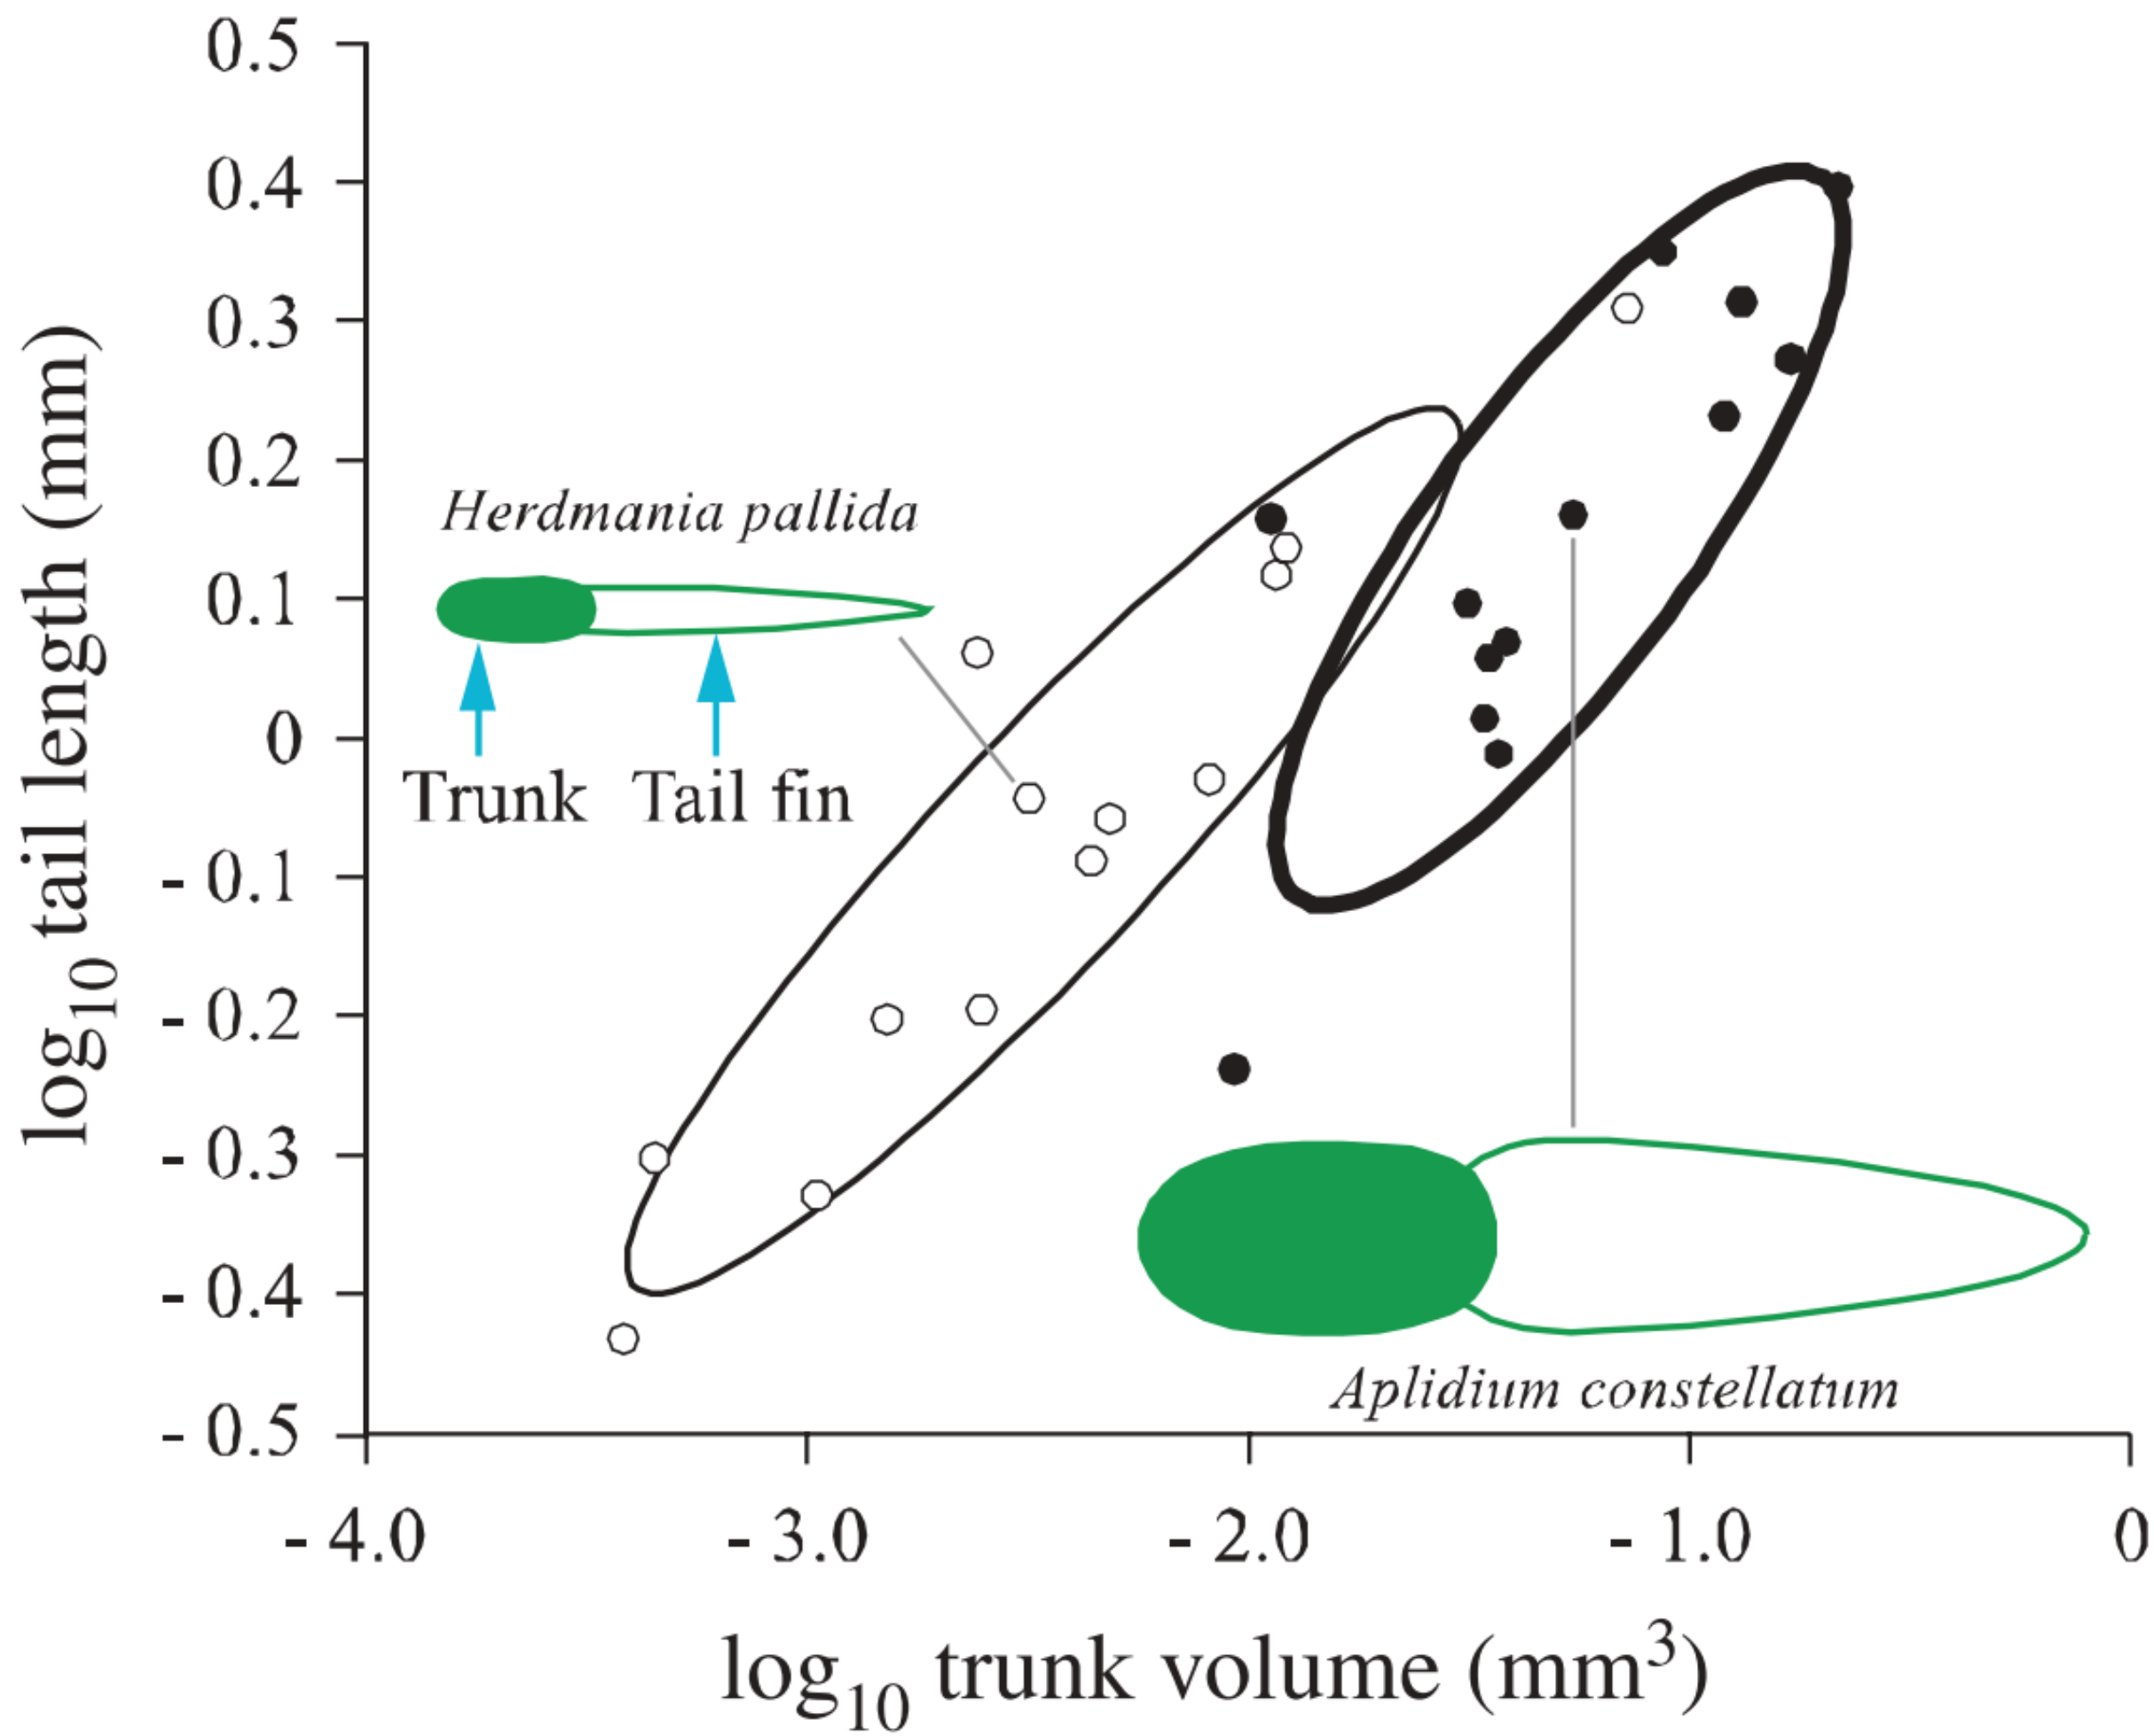 0.5
0.4
0.3
0.2
0.1
0
- 0.1
- 0.2
- 0.3
- 0.4
- 0.5
log10 tail length (mm)
Herdmania pallida
Trunk Tail fin
Aplidium constellatum
- 4.0 - 3.0 - 2.0 - 1.0 0
log10 trunk volume (mm3)